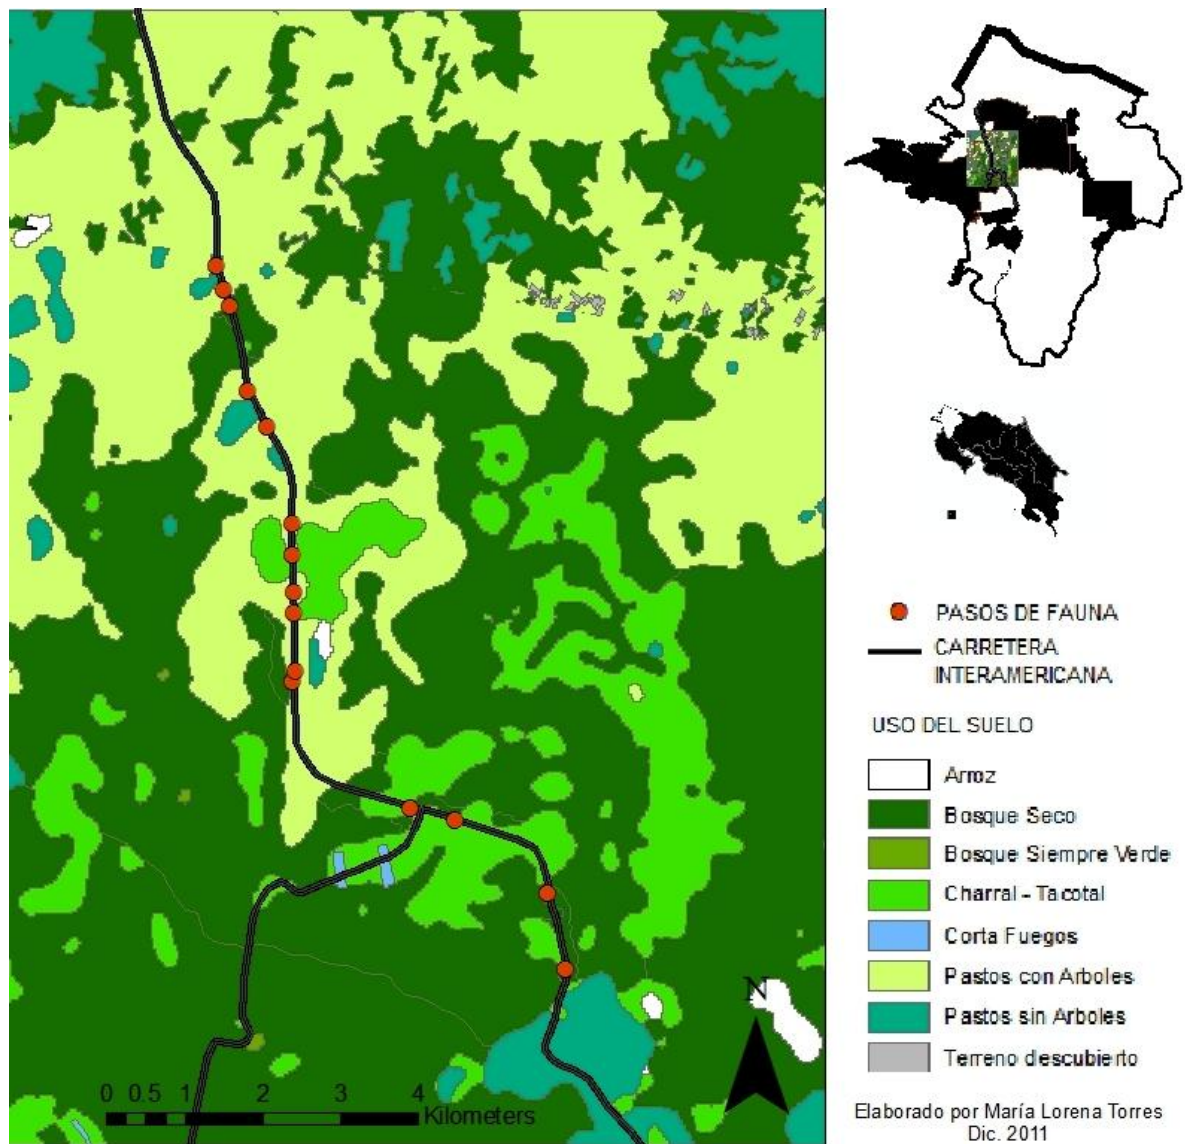 N
0 0.5 1 2 3 4
Kilometers
PASOS DE FAUNA
CARRETERA
INTERAMERICANA
USO DEL SUELO
Arroz
Bosque Seco
Bosque Siempre Verde
Charral - Tacotal
Corta Fuegos
Pastos con Arboles
Pastos sin Arboles
Terreno descubierto
Elaborado por María Lorena Torres
Dic. 2011